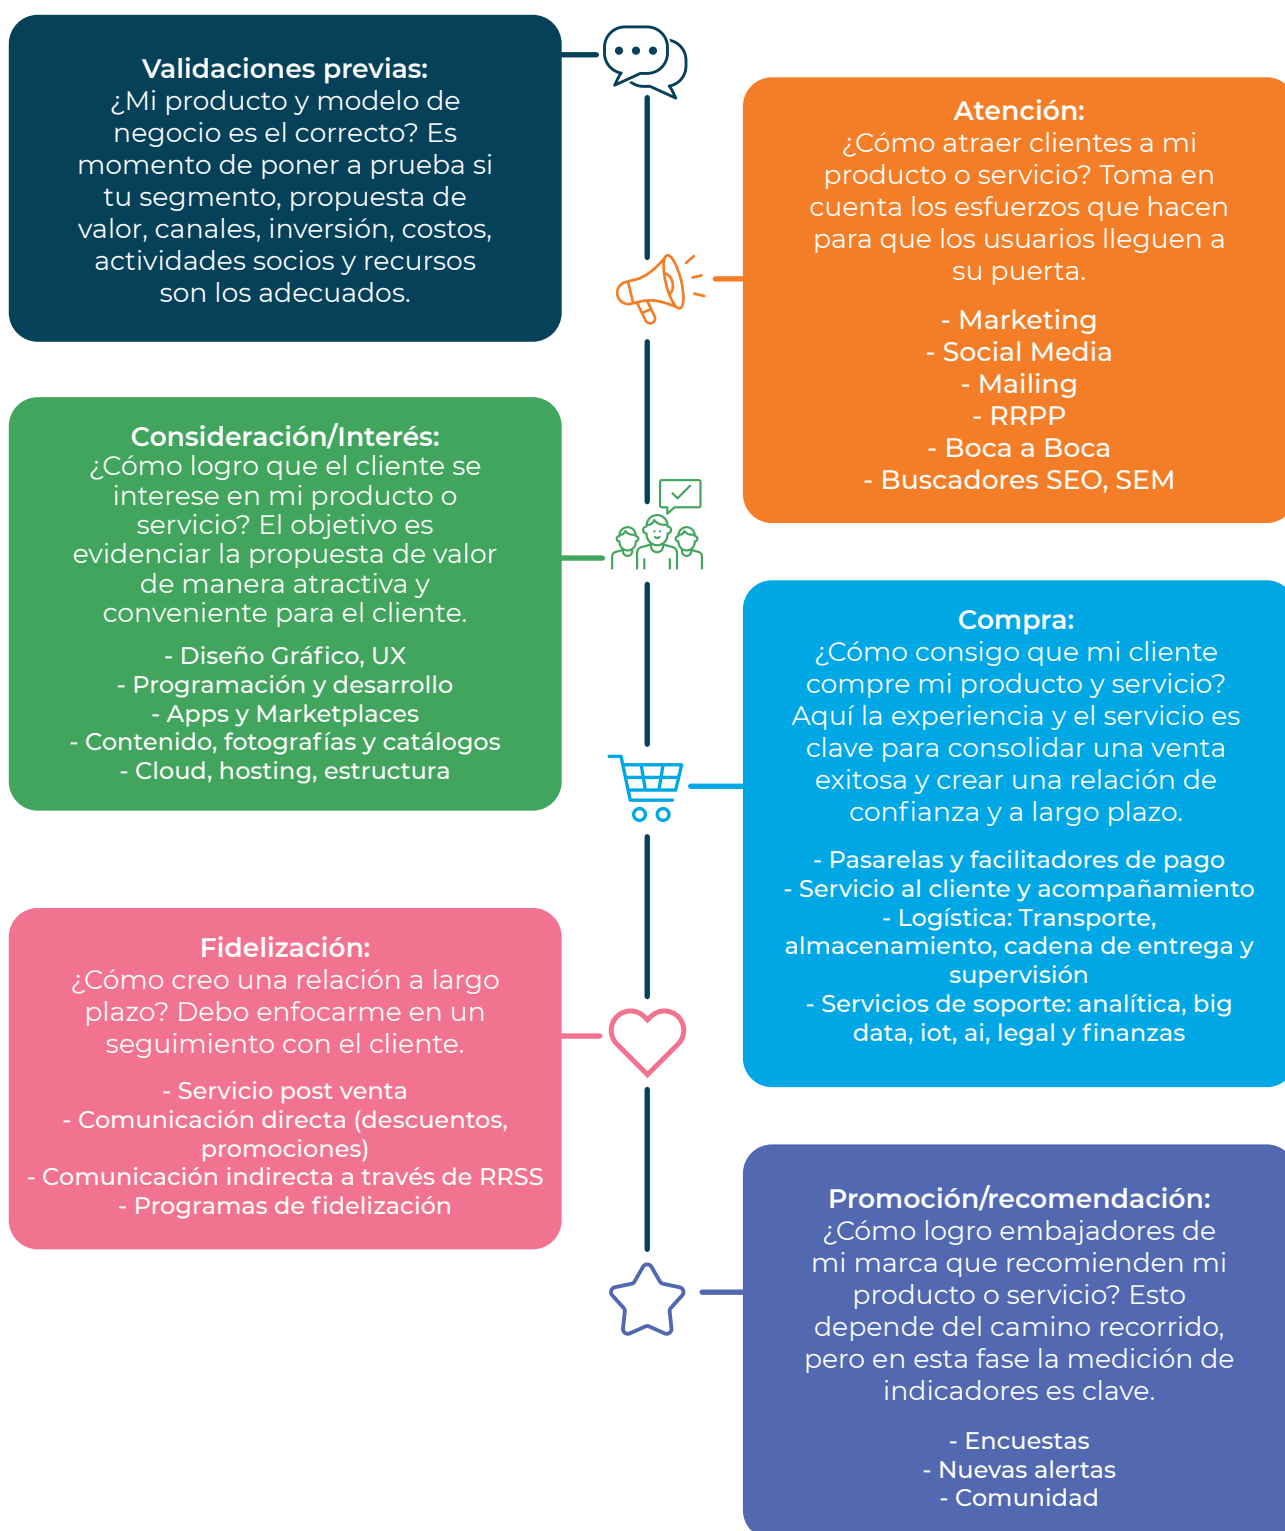 Validaciones previas:
¿Mi producto y modelo de
negocio es el correcto? Es
momento de poner a prueba si
tu segmento, propuesta de
valor, canales, inversión, costos,
actividades socios y recursos
son los adecuados.
Atención:
¿Cómo atraer clientes a mi
producto o servicio? Toma en
cuenta los esfuerzos que hacen
para que los usuarios lleguen a
su puerta.
- Marketing
- Social Media
- Mailing
- RRPP
- Boca a Boca
- Buscadores SEO, SEM
Consideración/Interés:
¿Cómo logro que el cliente se
interese en mi producto o
servicio? El objetivo es
evidenciar la propuesta de valor
de manera atractiva y
conveniente para el cliente.
- Diseño Gráfico, UX
- Programación y desarrollo
- Apps y Marketplaces
- Contenido, fotografías y catálogos
- Cloud, hosting, estructura
Compra:
¿Cómo consigo que mi cliente
compre mi producto y servicio?
Aquí la experiencia y el servicio es
clave para consolidar una venta
exitosa y crear una relación de
confianza y a largo plazo.
- Pasarelas y facilitadores de pago
- Servicio al cliente y acompañamiento
- Logística: Transporte,
almacenamiento, cadena de entrega y
supervisión
- Servicios de soporte: analítica, big
data, iot, ai, legal y finanzas
Fidelización:
¿Cómo creo una relación a largo
plazo? Debo enfocarme en un
seguimiento con el cliente.
- Servicio post venta
- Comunicación directa (descuentos,
promociones)
- Comunicación indirecta a través de RRSS
- Programas de fidelización
Promoción/recomendación:
¿Cómo logro embajadores de
mi marca que recomienden mi
producto o servicio? Esto
depende del camino recorrido,
pero en esta fase la medición de
indicadores es clave.
- Encuestas
- Nuevas alertas
- Comunidad